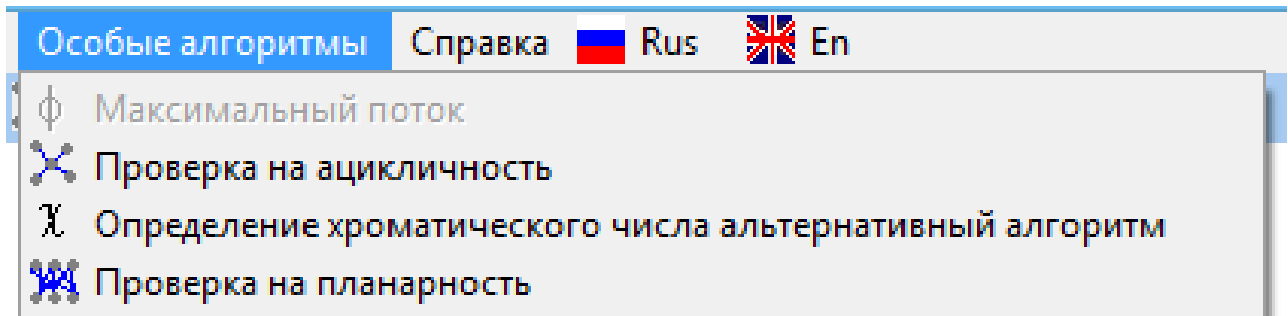 Особые алгоритмы Справка Rus En
Максимальный поток
Проверка на ацикличность
χ Определение хроматического числа альтернативный алгоритм
Проверка на планарность